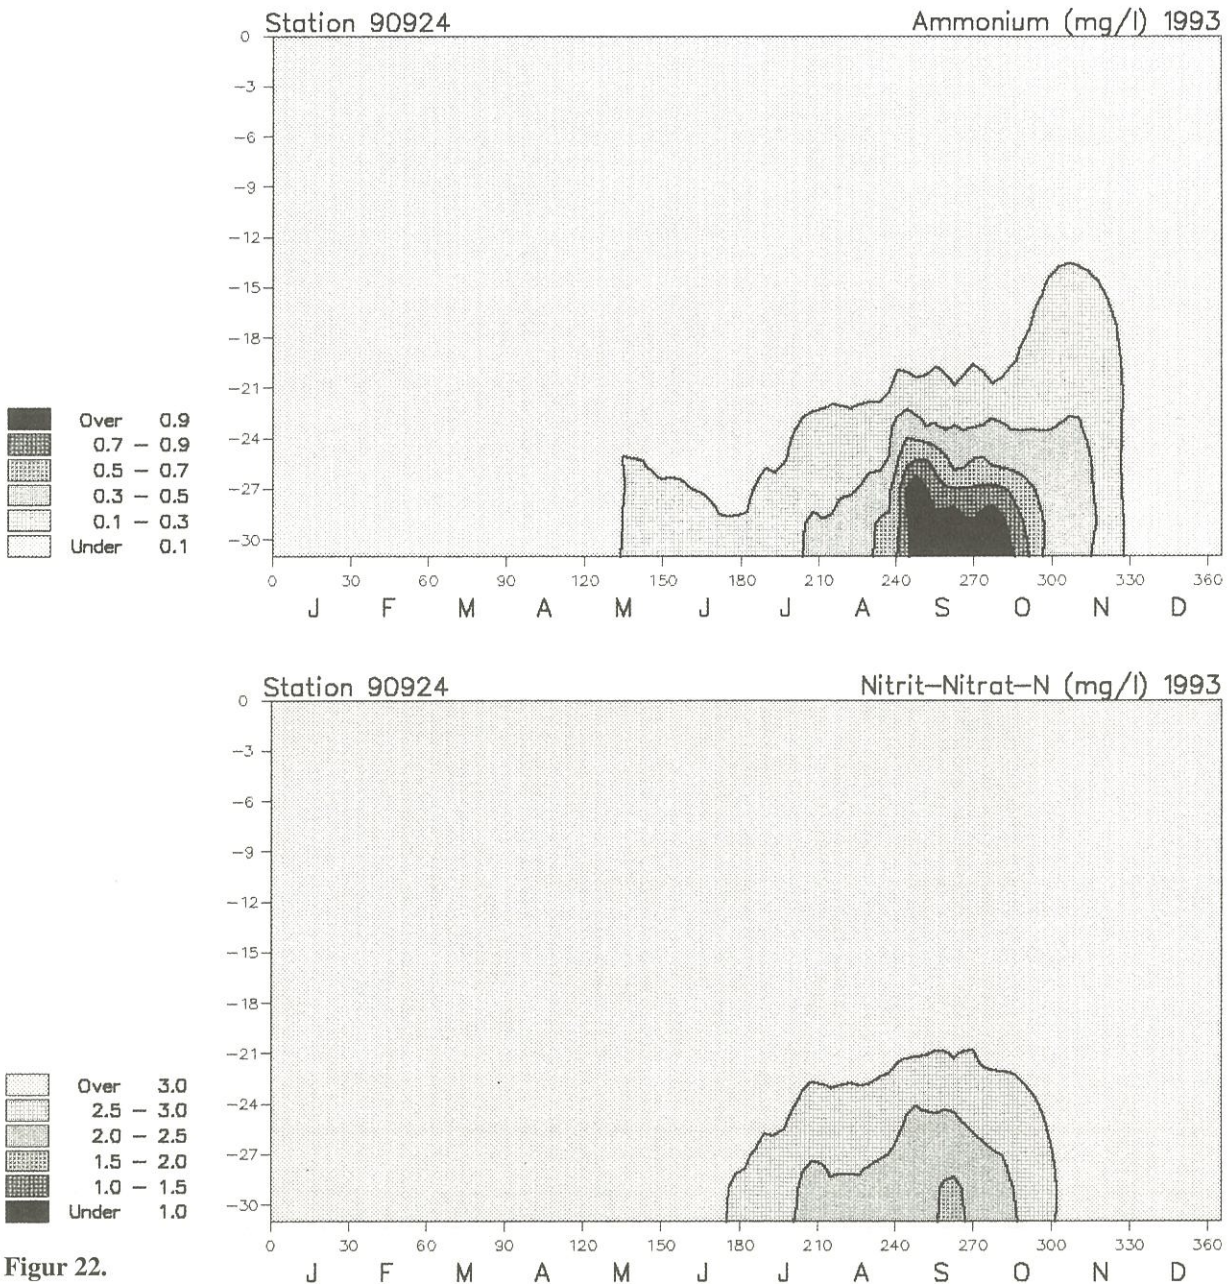 Station 90924 Ammonium (mg/l) 1993
0
−3
−6
−9
−12
−15
−18
−21
−24
−27
−30
Over 0.9
0.7 − 0.9
0.5 − 0.7
0.3 − 0.5
0.1 − 0.3
Under 0.1
0 30 60 90 120 150 180 210 240 270 300 330 360
J F M A M J J A S O N D
Station 90924 Nitrit−Nitrat−N (mg/l) 1993
0
−3
−6
−9
−12
−15
−18
−21
−24
−27
−30
Over 3.0
2.5 − 3.0
2.0 − 2.5
1.5 − 2.0
1.0 − 1.5
Under 1.0
0 30 60 90 120 150 180 210 240 270 300 330 360
J F M A M J J A S O N D
Figur 22.